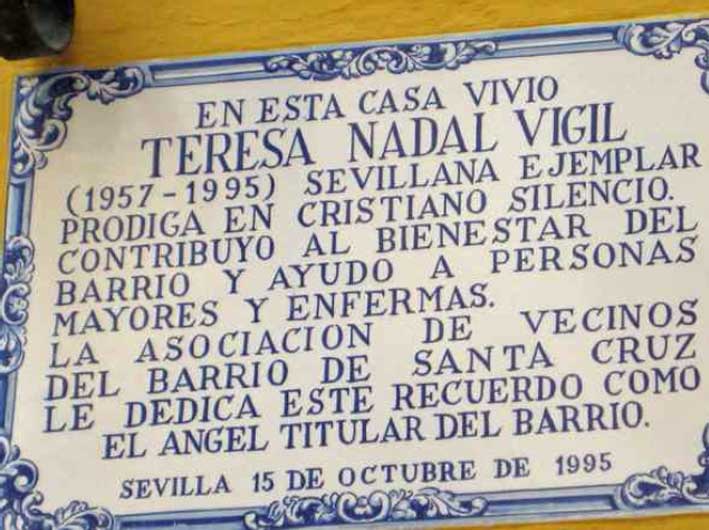 EN ESTA CASA VIVIO
TERESA NADAL VIGIL
(1957-1995) SEVILLANA EJEMPLAR
PRODIGA EN CRISTIANO SILENCIO.
CONTRIBUYO AL BIENESTAR DEL
BARRIO Y AYUDO A PERSONAS
MAYORES Y ENFERMAS.
LA ASOCIACION DE VECINOS
DEL BARRIO DE SANTA CRUZ
LE DEDICA ESTE RECUERDO COMO
EL ANGEL TITULAR DEL BARRIO.
SEVILLA 15 DE OCTUBRE DE 1995